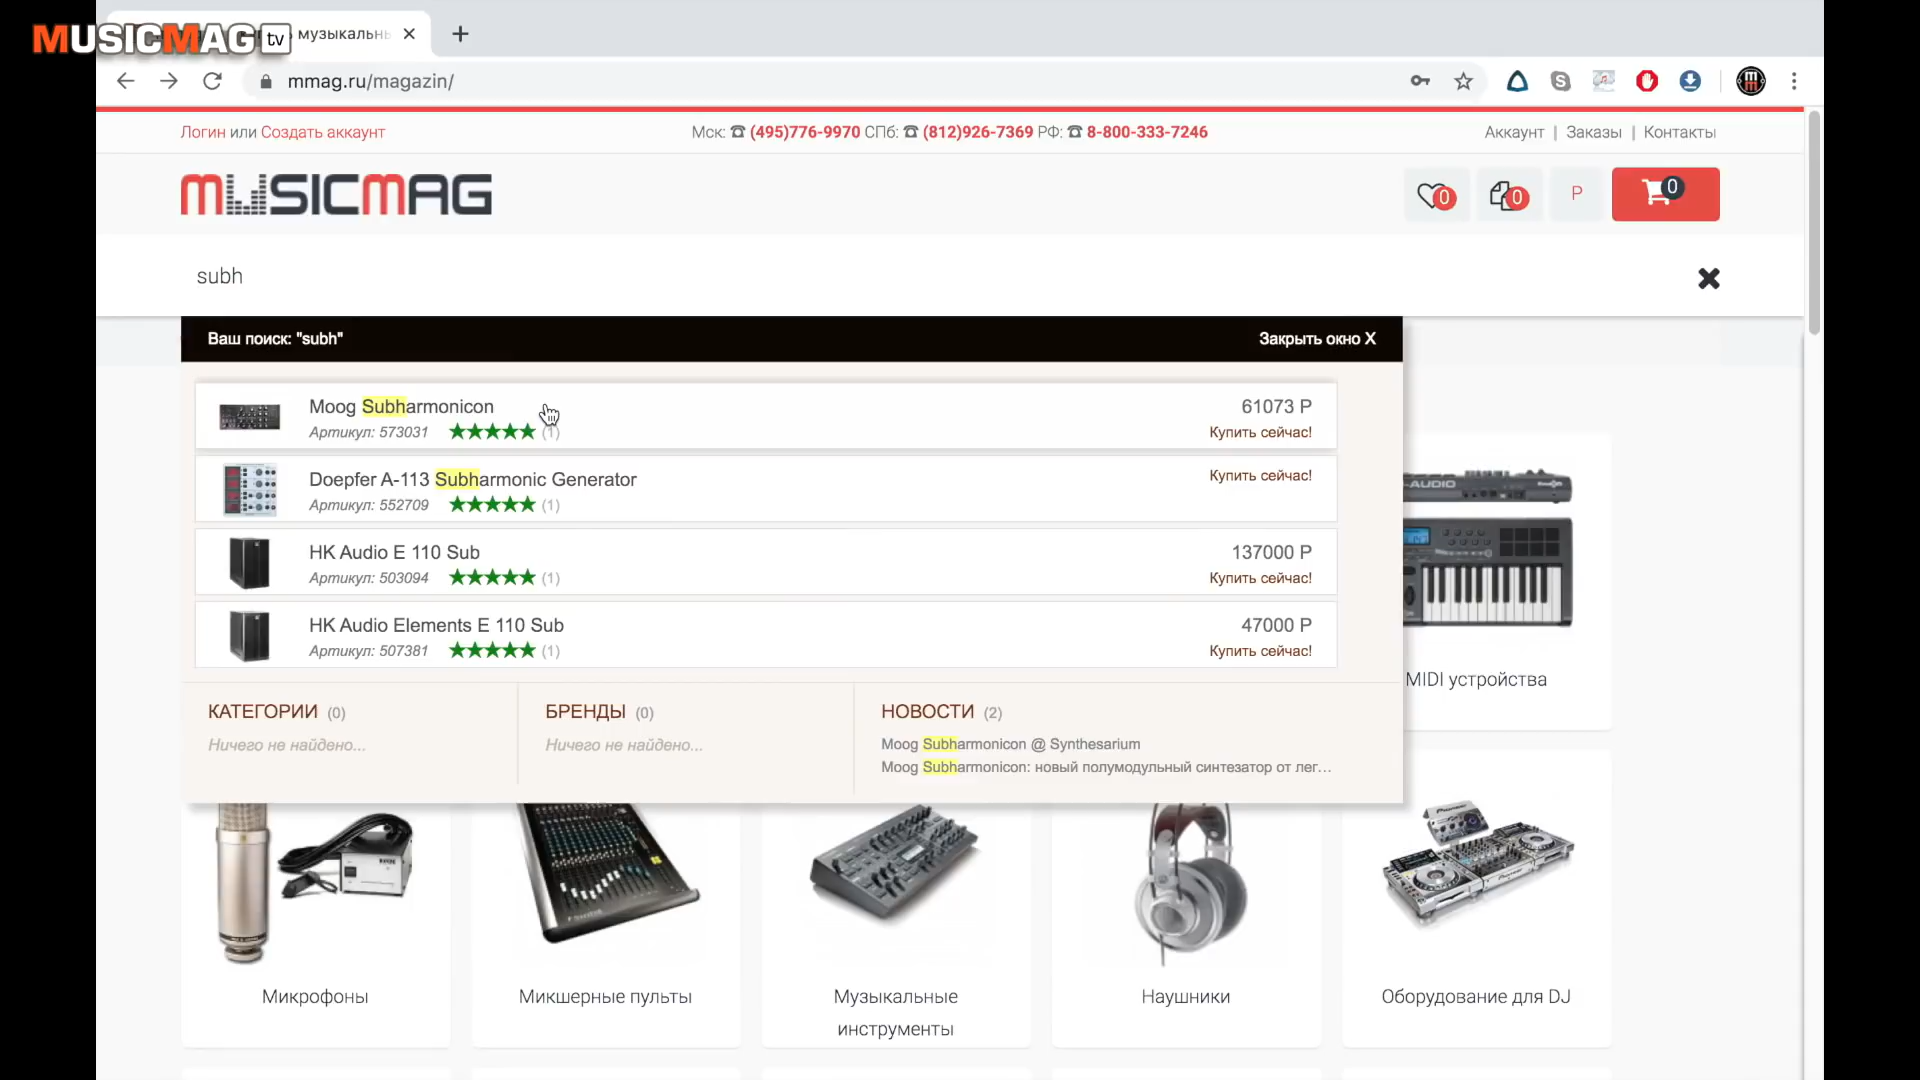 MUSICMAG tv
музыкальнь
mmag.ru/magazin/
Логин или Создать аккаунт
Мск: ☎ (495)776-9970 СПб: ☎ (812)926-7369 РФ: ☎ 8-800-333-7246
Аккаунт | Заказы | Контакты
MUSICMAG
0
0
Р
0
subh
Ваш поиск: "subh"
Закрыть окно X
Moog Subharmonicon
61073 Р
Артикул: 573031 ★★★★★ (1)
Купить сейчас!
Doepfer A-113 Subharmonic Generator
Купить сейчас!
Артикул: 552709 ★★★★★ (1)
HK Audio E 110 Sub
137000 Р
Артикул: 503094 ★★★★★ (1)
Купить сейчас!
HK Audio Elements E 110 Sub
47000 Р
Артикул: 507381 ★★★★★ (1)
Купить сейчас!
MIDI устройства
КАТЕГОРИИ (0)
Ничего не найдено...
БРЕНДЫ (0)
Ничего не найдено...
НОВОСТИ (2)
Moog Subharmonicon @ Synthesarium
Moog Subharmonicon: новый полумодульный синтезатор от лег...
Микрофоны
Микшерные пульты
Музыкальные
инструменты
Наушники
Оборудование для DJ